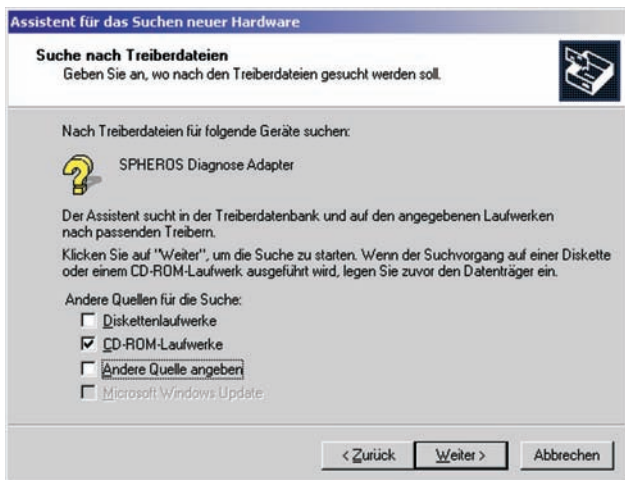 Assistent für das Suchen neuer Hardware
Suche nach Treiberdateien
Geben Sie an, wo nach den Treiberdateien gesucht werden soll.
Nach Treiberdateien für folgende Geräte suchen:
SPHEROS Diagnose Adapter
Der Assistent sucht in der Treiberdatenbank und auf den angegebenen Laufwerken
nach passenden Treibern.
Klicken Sie auf "Weiter", um die Suche zu starten. Wenn der Suchvorgang auf einer Diskette
oder einem CD-ROM-Laufwerk ausgeführt wird, legen Sie zuvor den Datenträger ein.
Andere Quellen für die Suche:
Diskettenlaufwerke
CD-ROM-Laufwerke
Andere Quelle angeben
Microsoft Windows Update
< Zurück Weiter > Abbrechen